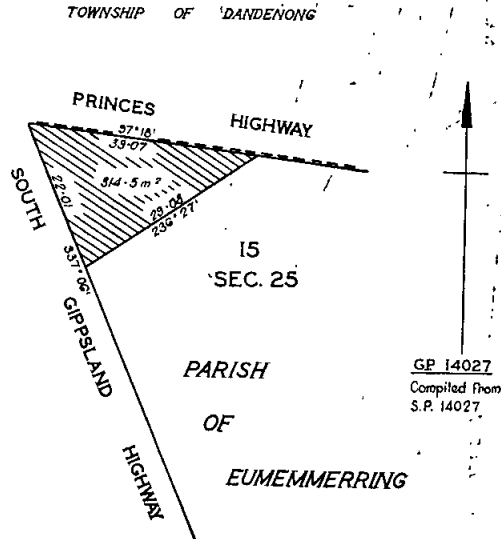 TOWNSHIP OF DANDENONG
PRINCES HIGHWAY
97° 18'
39·07
314·5 m²
22·01
29·04
236° 27'
337° 06'
SOUTH GIPPSLAND HIGHWAY
15
SEC. 25
PARISH
OF
EUMEMMERRING
GP 14027
Compiled from
S.P. 14027